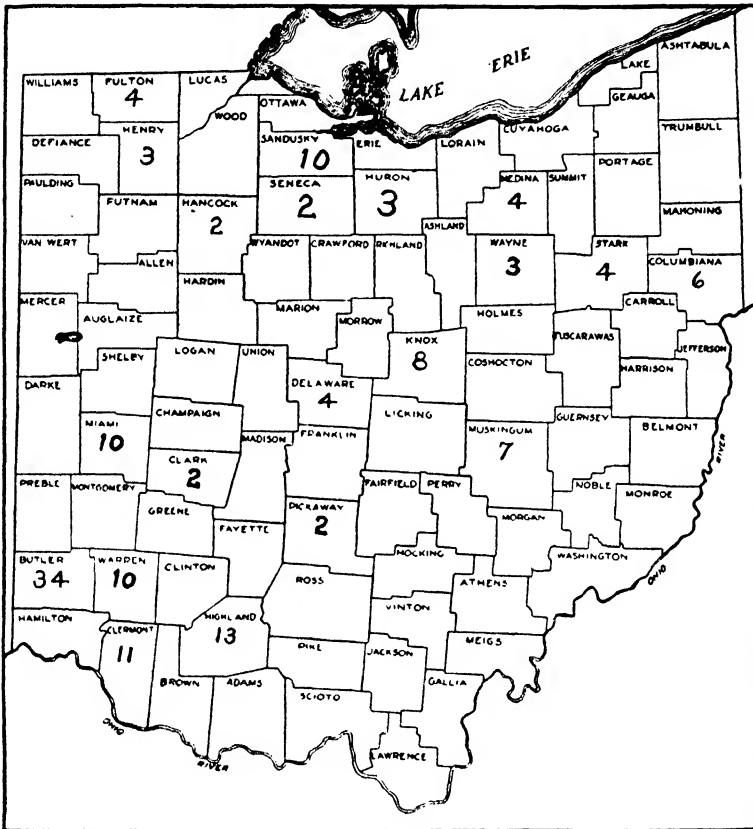 ASHTABULA
LAKE
ERIE
LAKE
GEAUGA
WILLIAMS
FULTON
4
LUCAS
OTTAWA
WOOD
HENRY
3
DEFIANCE
SANDUSKY
10
ERIE
LORAIN
CUYAHOGA
TRUMBULL
PORTAGE
PAULDING
FUTNAM
HANCOCK
2
SENECA
2
HURON
3
MEDINA
4
SUMMIT
MAHONING
ASHLAND
VAN WERT
ALLEN
WYANDOT
CRAWFORD
RICHLAND
WAYNE
3
STARK
4
COLUMBIANA
6
HARDIN
MERCER
AUGLAIZE
MARION
MORROW
HOLMES
CARROLL
TUSCARAWAS
JEFFERSON
SHELBY
LOGAN
UNION
KNOX
8
COSHOCTON
HARRISON
DARKE
DELAWARE
4
CHAMPAIGN
LICKING
MIAMI
10
MADISON
FRANKLIN
MUSKINGUM
7
GUERNSEY
BELMONT
RIVER
CLARK
2
PREBLE
MONTGOMERY
GREENE
FAIRFIELD
PERRY
NOBLE
MONROE
PICKAWAY
2
MORGAN
FAYETTE
HOCKING
WASHINGTON
BUTLER
34
WARREN
10
CLINTON
ROSS
ATHENS
OHIO
VINTON
HAMILTON
CLERMONT
11
HIGHLAND
13
PIKE
JACKSON
MEIGS
BROWN
ADAMS
SCIOTO
GALLIA
OHIO
RIVER
LAWRENCE